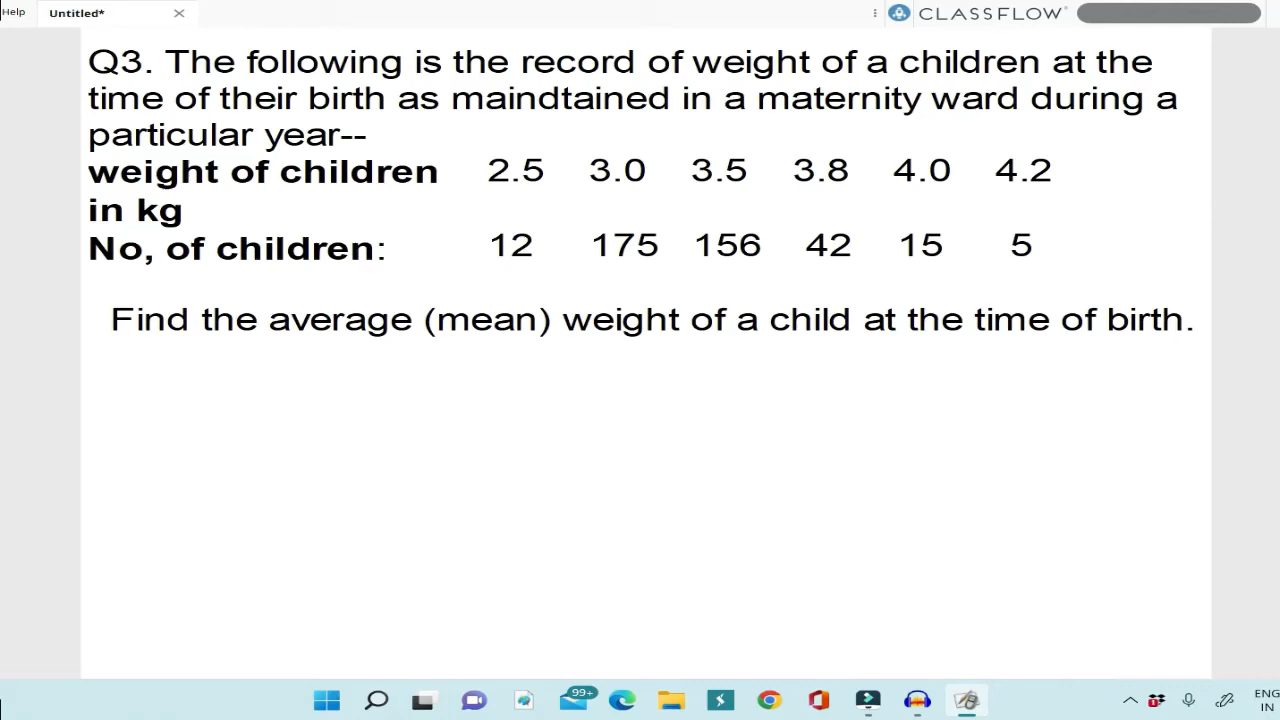 Help Untitled* CLASSFLOW
Q3. The following is the record of weight of a children at the
time of their birth as maindtained in a maternity ward during a
particular year--
weight of children 2.5 3.0 3.5 3.8 4.0 4.2
in kg
No, of children: 12 175 156 42 15 5
Find the average (mean) weight of a child at the time of birth.
99+
ENG
IN